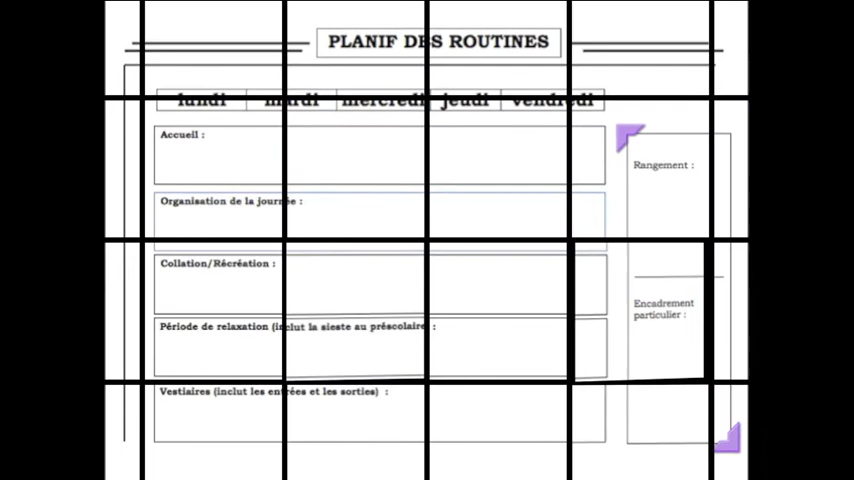 PLANIF DES ROUTINES
lundi mardi mercredi jeudi vendredi
Accueil :
Rangement :
Organisation de la journée :
Collation/Récréation :
Encadrement
particulier :
Période de relaxation (inclut la sieste au préscolaire) :
Vestiaires (inclut les entrées et les sorties) :